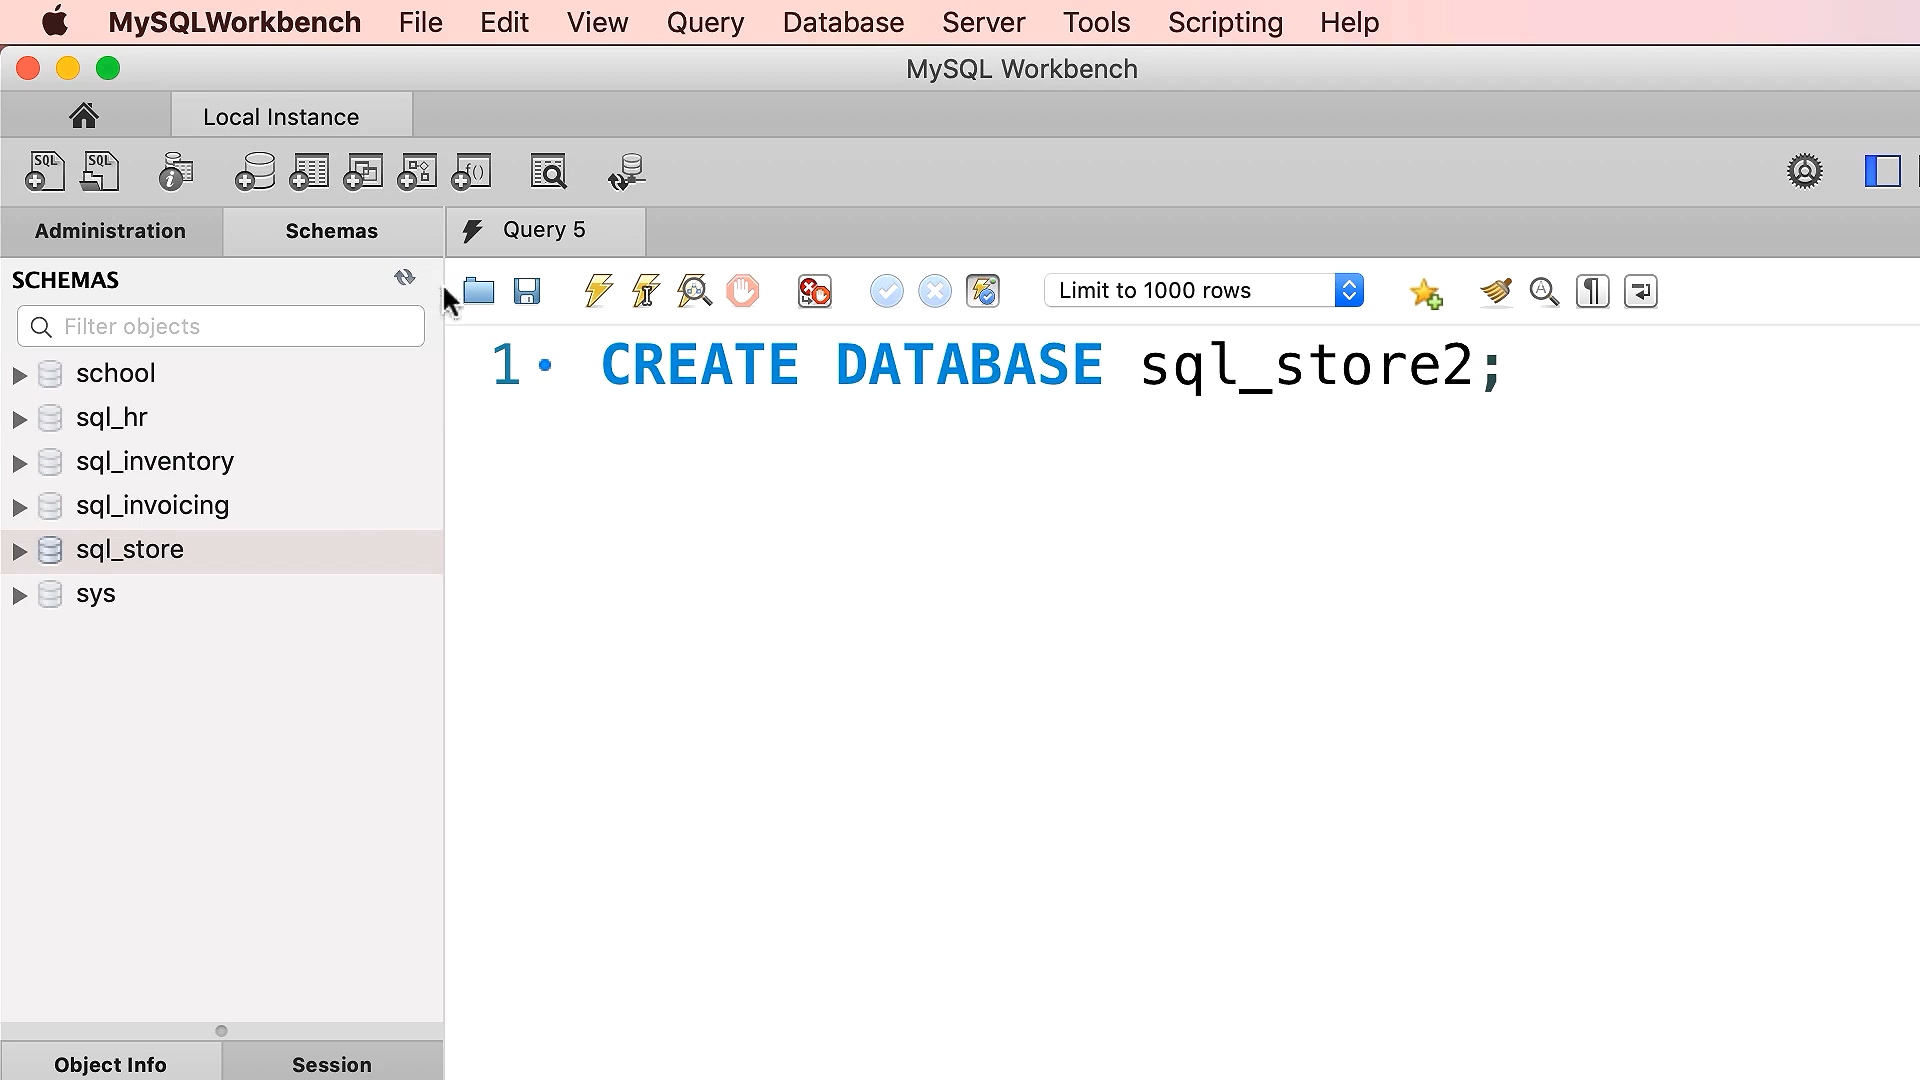 MySQLWorkbench File Edit View Query Database Server Tools Scripting Help
MySQL Workbench
Local Instance
SQL SQL i f()
Administration Schemas Query 5
SCHEMAS
Limit to 1000 rows
Filter objects
1 CREATE DATABASE sql_store2;
school
sql_hr
sql_inventory
sql_invoicing
sql_store
sys
Object Info Session